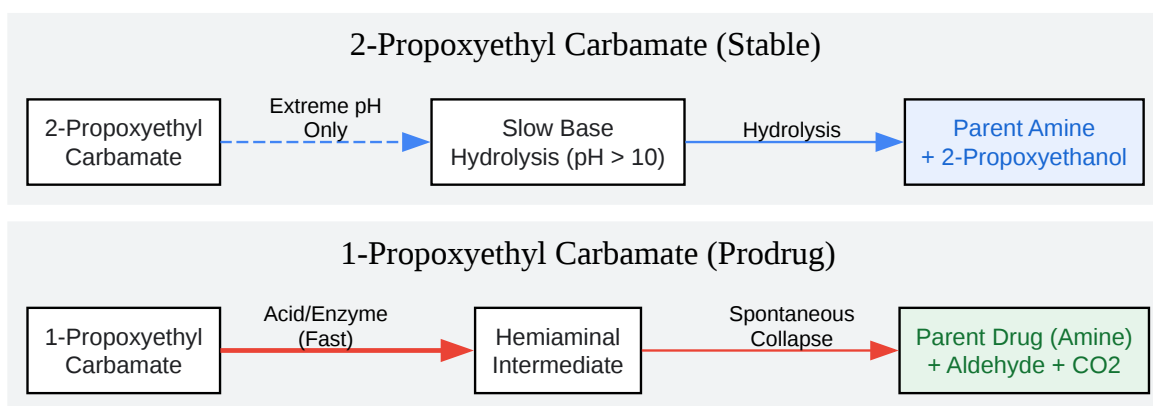 2-Propoxyethyl Carbamate (Stable)
2-Propoxyethyl
Carbamate
Extreme pH
Only
Slow Base
Hydrolysis (pH > 10)
Hydrolysis
Parent Amine
+ 2-Propoxyethanol
1-Propoxyethyl Carbamate (Prodrug)
1-Propoxyethyl
Carbamate
Acid/Enzyme
(Fast)
Hemiaminal
Intermediate
Spontaneous
Collapse
Parent Drug (Amine)
+ Aldehyde + CO2